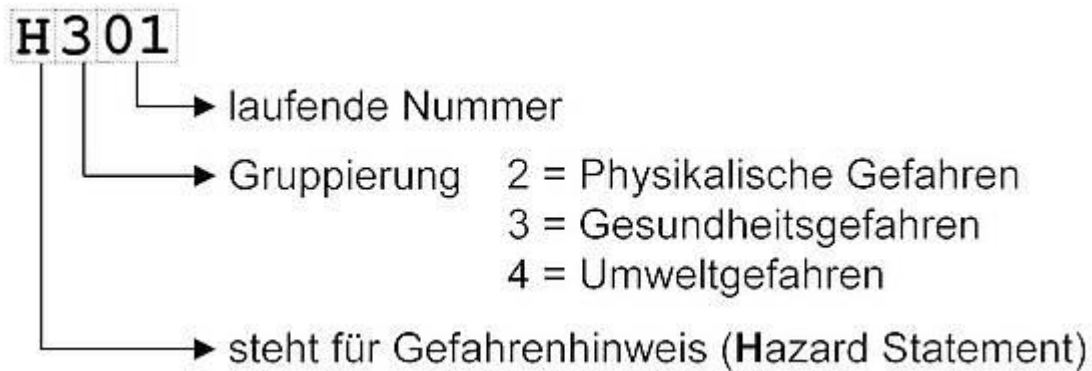 H301
laufende Nummer
Gruppierung 2 = Physikalische Gefahren
3 = Gesundheitsgefahren
4 = Umweltgefahren
steht für Gefahrenhinweis (Hazard Statement)